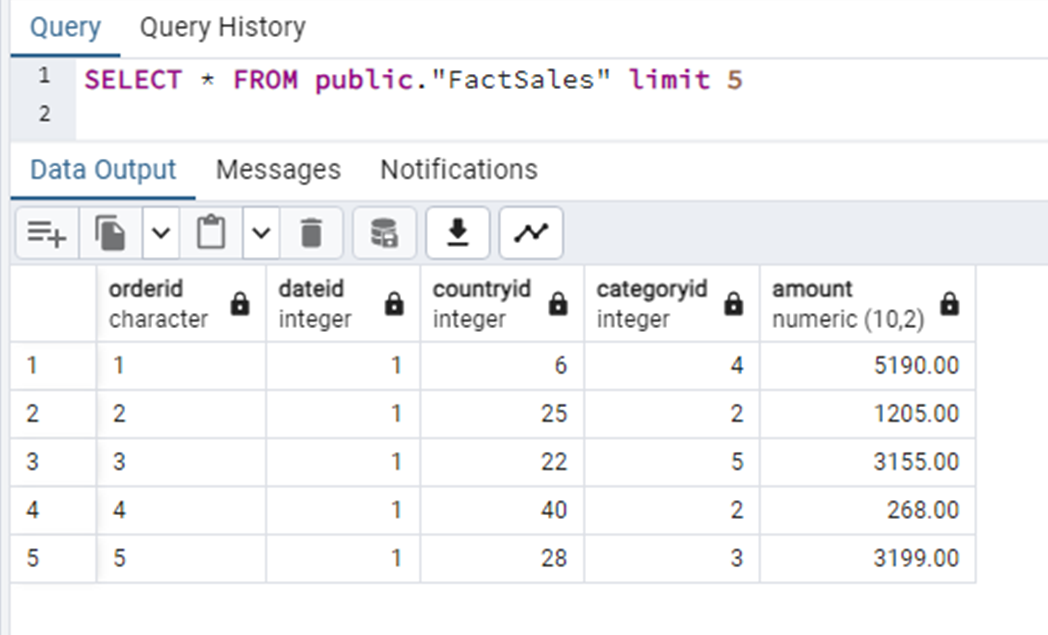 Query Query History
1 SELECT * FROM public."FactSales" limit 5
2
Data Output Messages Notifications
orderid dateid countryid categoryid amount
character integer integer integer numeric (10,2)
1 1 1 6 4 5190.00
2 2 1 25 2 1205.00
3 3 1 22 5 3155.00
4 4 1 40 2 268.00
5 5 1 28 3 3199.00